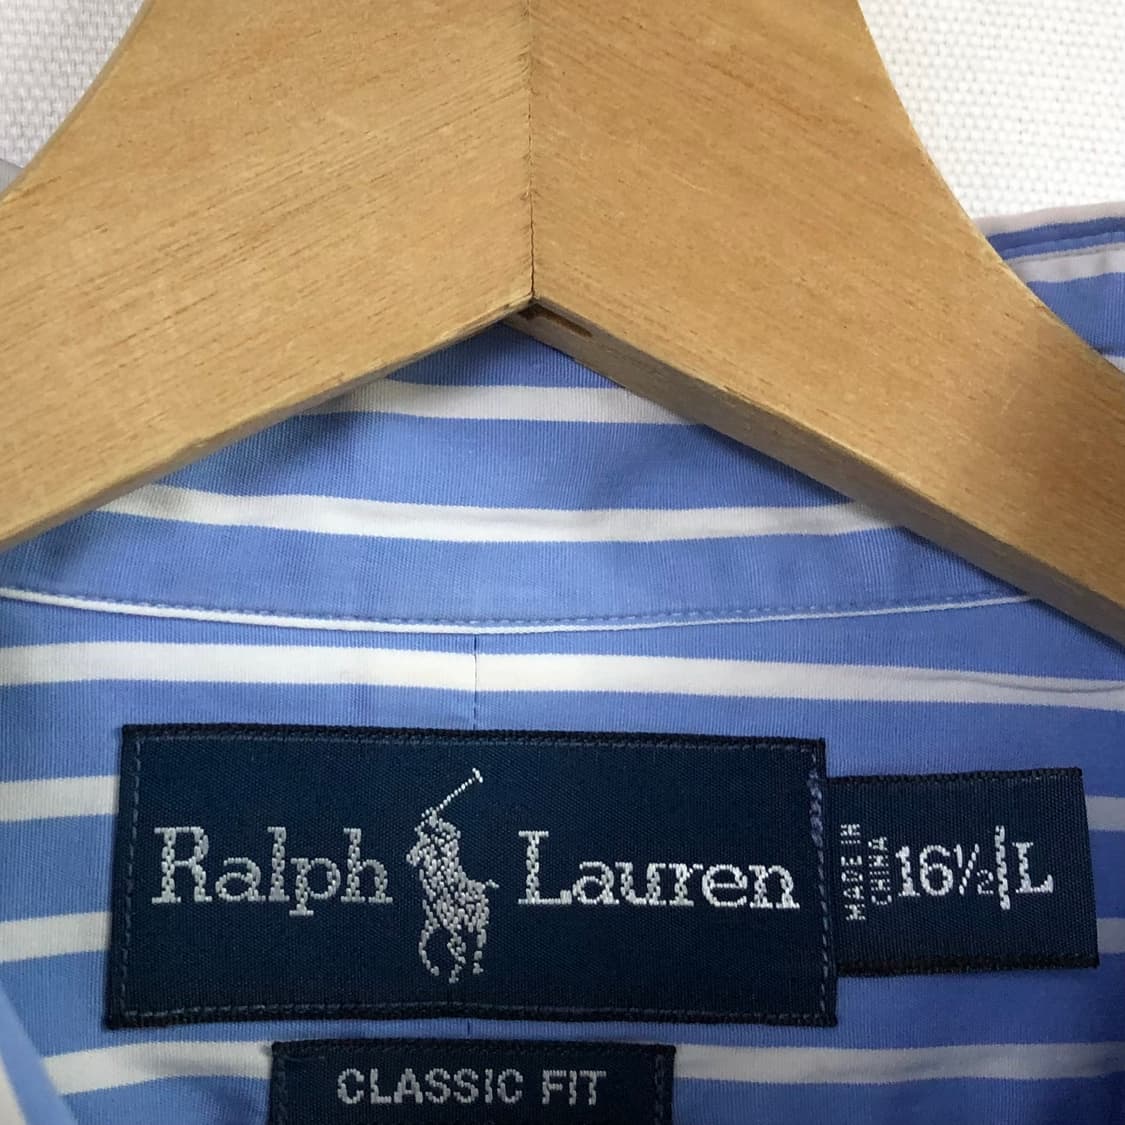 Ralph Lauren
MADE IN
CHINA
16½ L
CLASSIC FIT